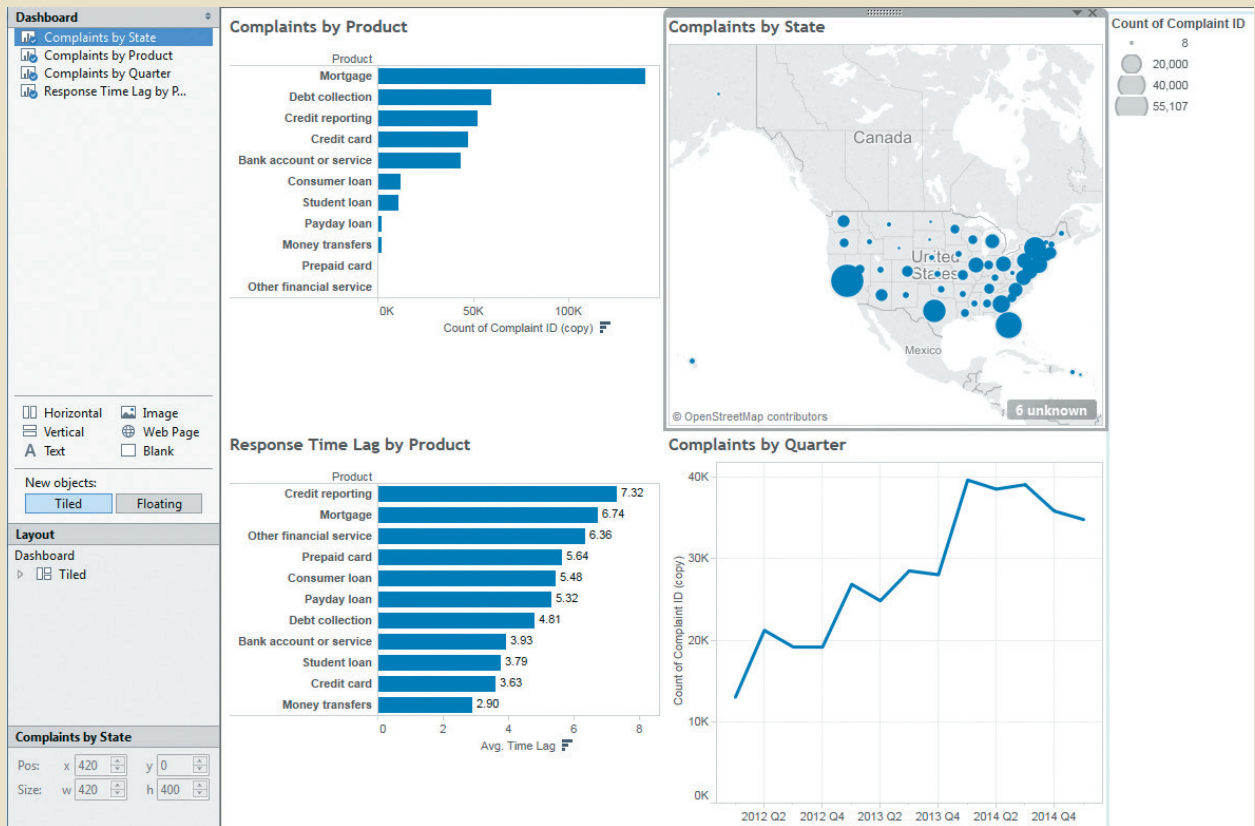 Dashboard
Complaints by State
Complaints by Product
Complaints by Quarter
Response Time Lag by P...
Horizontal
Image
Vertical
Web Page
A Text
Blank
New objects:
Tiled
Floating
Layout
Dashboard
Tiled
Complaints by State
Pos: x 420 y 0
Size: w 420 h 400
Complaints by Product
Product
Mortgage
Debt collection
Credit reporting
Credit card
Bank account or service
Consumer loan
Student loan
Payday loan
Money transfers
Prepaid card
Other financial service
0K 50K 100K
Count of Complaint ID (copy)
Complaints by State
Canada
United
States
Mexico
© OpenStreetMap contributors
6 unknown
Count of Complaint ID
8
20,000
40,000
55,107
Response Time Lag by Product
Product
Credit reporting 7.32
Mortgage 6.74
Other financial service 6.36
Prepaid card 5.64
Consumer loan 5.48
Payday loan 5.32
Debt collection 4.81
Bank account or service 3.93
Student loan 3.79
Credit card 3.63
Money transfers 2.90
0 2 4 6 8
Avg. Time Lag
Complaints by Quarter
Count of Complaint ID (copy)
40K
30K
20K
10K
0K
2012 Q2 2012 Q4 2013 Q2 2013 Q4 2014 Q2 2014 Q4